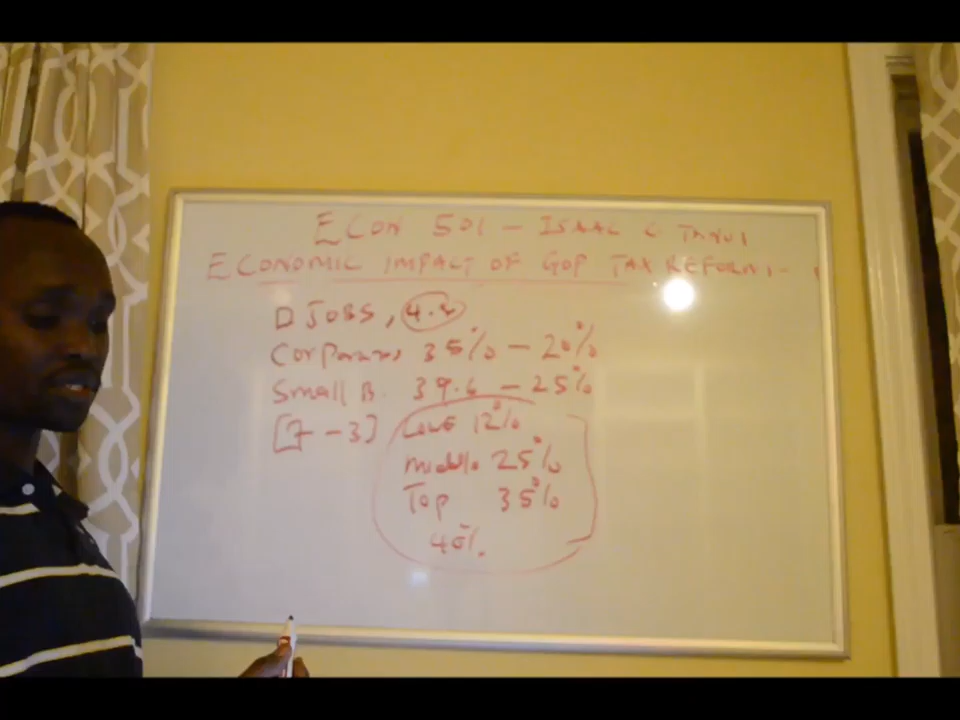 ECON 501 - ISAAC C TANUI
ECONOMIC IMPACT OF GOP TAX REFORM -
JOBS, 4.2
35% - 20%
Small B. 39.6 - 25%
[7 - 3] Low 12%
Middle 25%
Top 35%
40%.